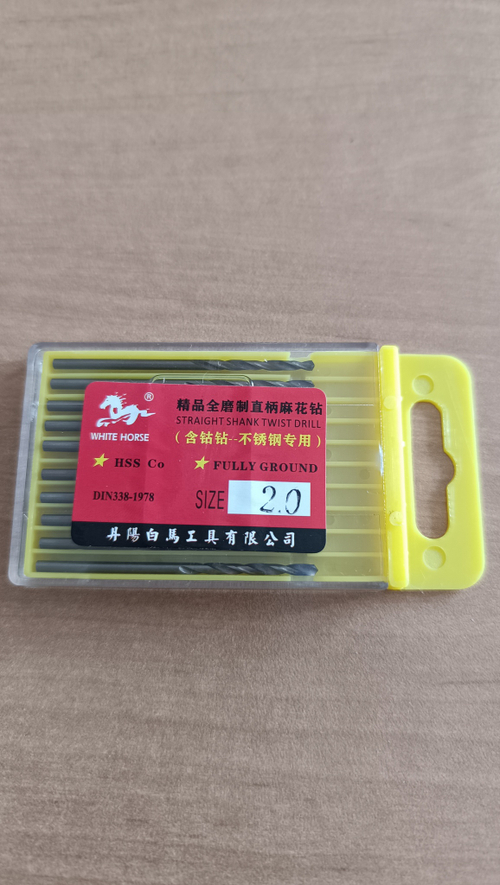 ®
WHITE HORSE
精品全磨制直柄麻花钻
STRAIGHT SHANK TWIST DRILL
(含钴钻--不锈钢专用)
HSS Co
FULLY GROUND
DIN338-1978
SIZE 2.0
丹陽白馬工具有限公司